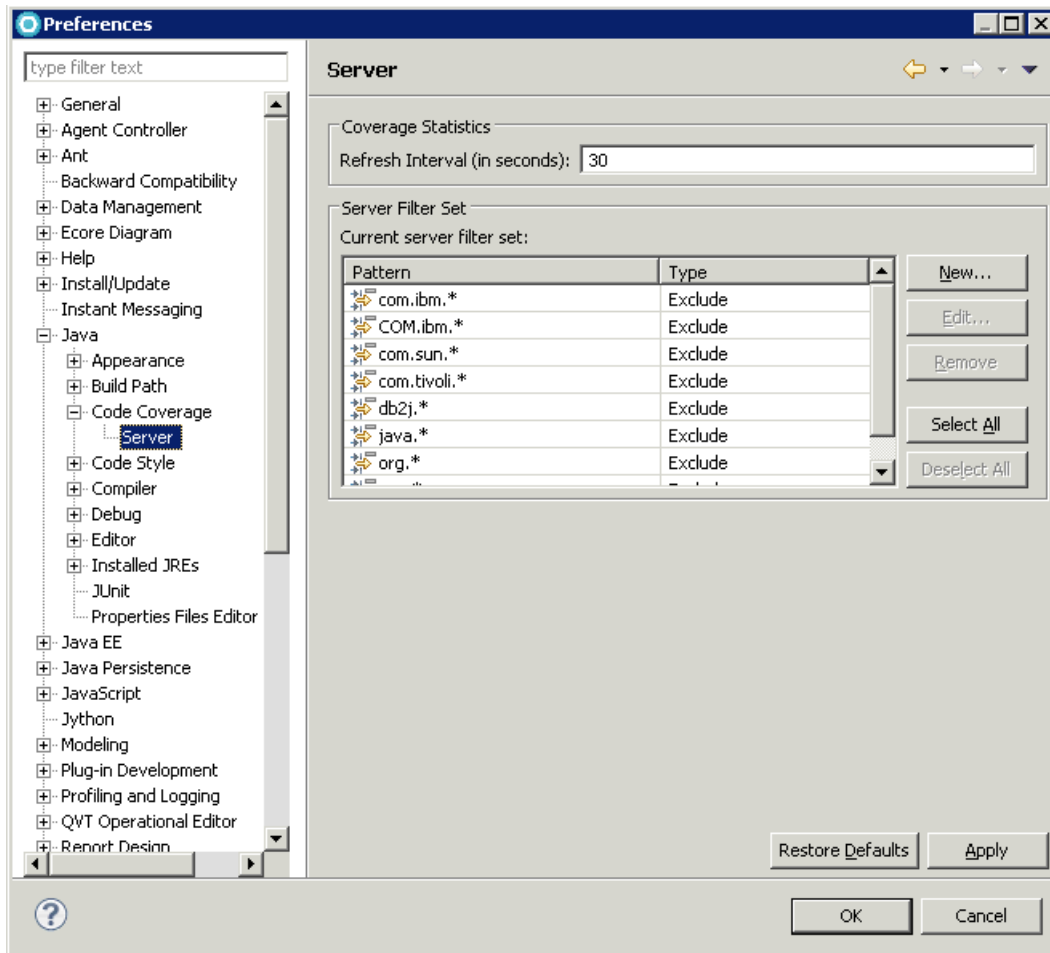 Preferences
type filter text
General
Agent Controller
Ant
Backward Compatibility
Data Management
Ecore Diagram
Help
Install/Update
Instant Messaging
Java
Appearance
Build Path
Code Coverage
Server
Code Style
Compiler
Debug
Editor
Installed JREs
JUnit
Properties Files Editor
Java EE
Java Persistence
JavaScript
Jython
Modeling
Plug-in Development
Profiling and Logging
QVT Operational Editor
Report Design
Server
Coverage Statistics
Refresh Interval (in seconds): 30
Server Filter Set
Current server filter set:
Pattern Type
com.ibm.* Exclude
COM.ibm.* Exclude
com.sun.* Exclude
com.tivoli.* Exclude
db2j.* Exclude
java.* Exclude
org.* Exclude
New...
Edit...
Remove
Select All
Deselect All
Restore Defaults Apply
OK Cancel